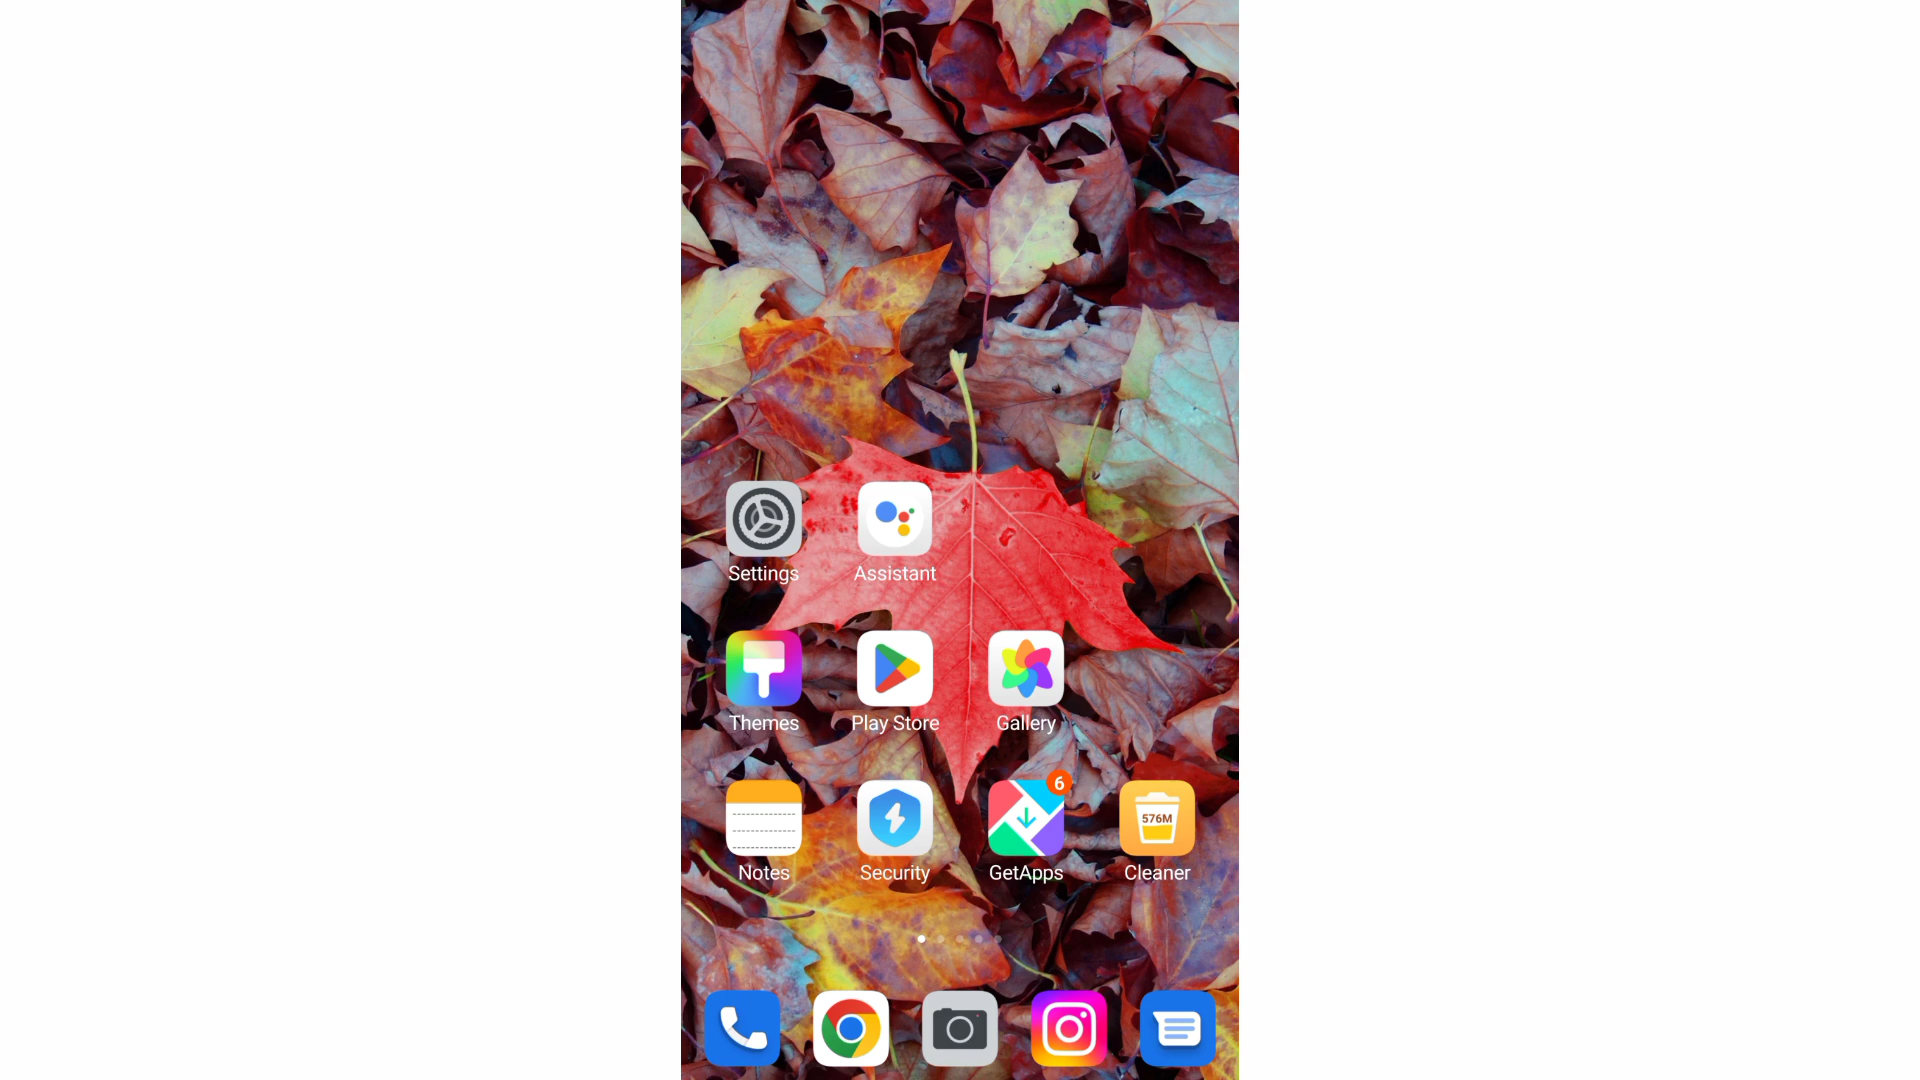 Settings Assistant
Themes Play Store Gallery
6
576M
Notes Security GetApps Cleaner